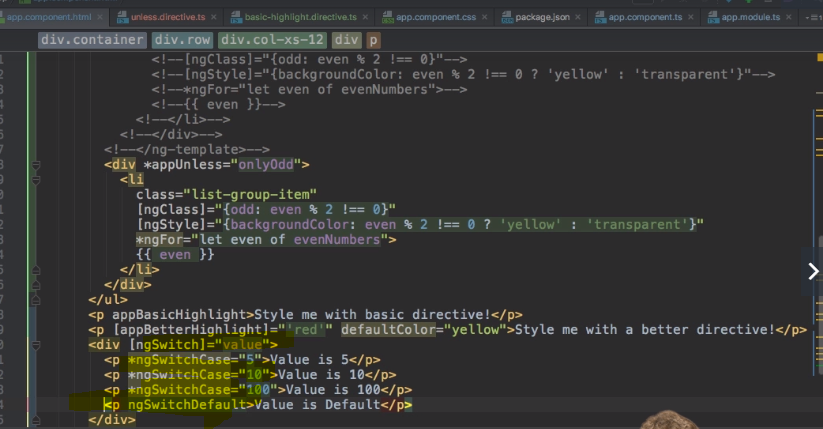 app.component.html × unless.directive.ts × basic-highlight.directive.ts × app.component.css × package.json × app.component.ts × app.module.ts ×
div.container div.row div.col-xs-12 div p
<!--[ngClass]="{odd: even % 2 !== 0}"-->
<!--[ngStyle]="{backgroundColor: even % 2 !== 0 ? 'yellow' : 'transparent'}"-->
<!--*ngFor="let even of evenNumbers">-->
<!--{{ even }}-->
<!--</li>-->
<!--</div>-->
<!--</ng-template>-->
<div *appUnless="onlyOdd">
<li
class="list-group-item"
[ngClass]="{odd: even % 2 !== 0}"
[ngStyle]="{backgroundColor: even % 2 !== 0 ? 'yellow' : 'transparent'}"
*ngFor="let even of evenNumbers">
{{ even }}
</li>
</div>
</ul>
<p appBasicHighlight>Style me with basic directive!</p>
<p [appBetterHighlight]="'red'" defaultColor="yellow">Style me with a better directive!</p>
<div [ngSwitch]="value">
<p *ngSwitchCase="5">Value is 5</p>
<p *ngSwitchCase="10">Value is 10</p>
<p *ngSwitchCase="100">Value is 100</p>
<p ngSwitchDefault>Value is Default</p>
</div>